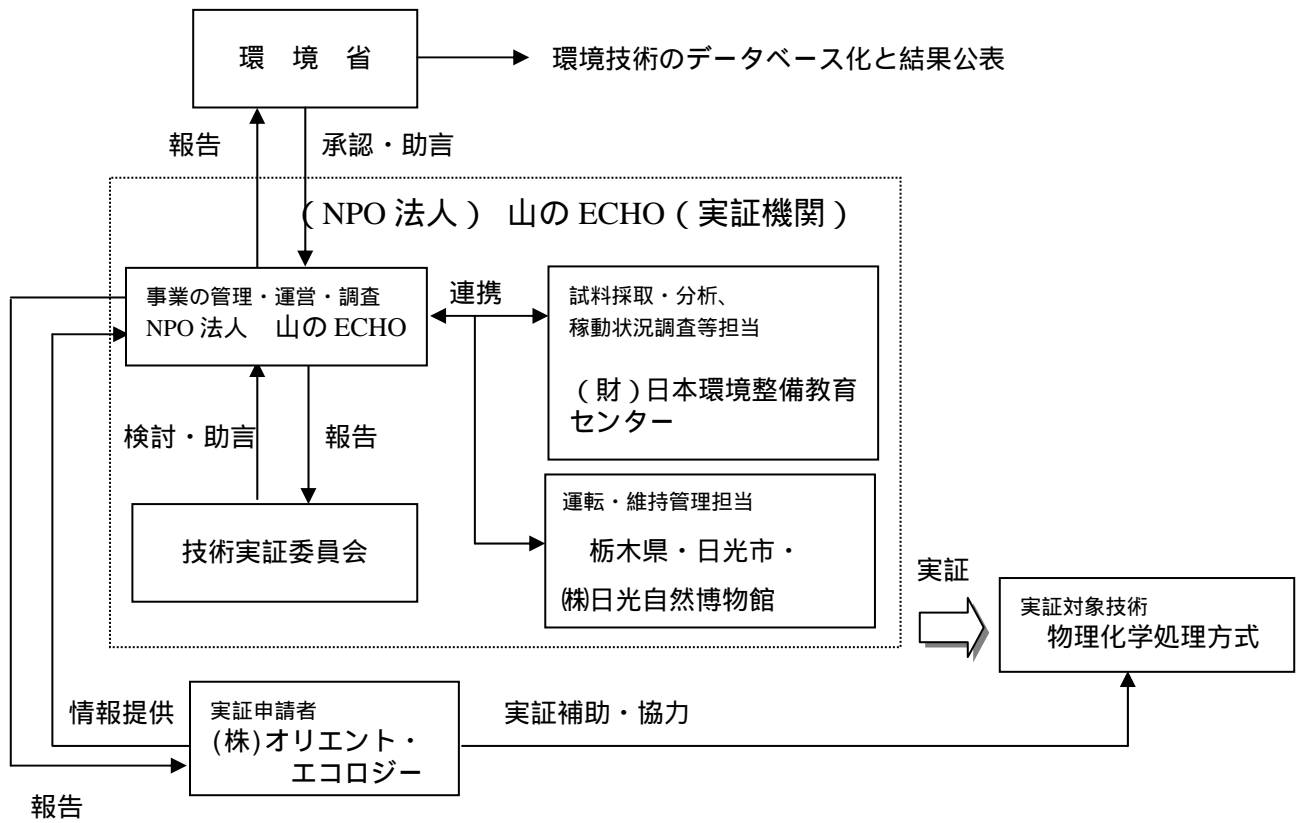 環　境　省
環境技術のデータベース化と結果公表
報告
承認・助言
（NPO 法人） 山の ECHO（実証機関）
事業の管理・運営・調査
NPO 法人　山の ECHO
連携
試料採取・分析、
稼動状況調査等担当
（財）日本環境整備教育
センター
検討・助言
報告
技術実証委員会
運転・維持管理担当
栃木県・日光市・
㈱日光自然博物館
実証
実証対象技術
物理化学処理方式
情報提供
実証申請者
(株)オリエント・
エコロジー
実証補助・協力
報告